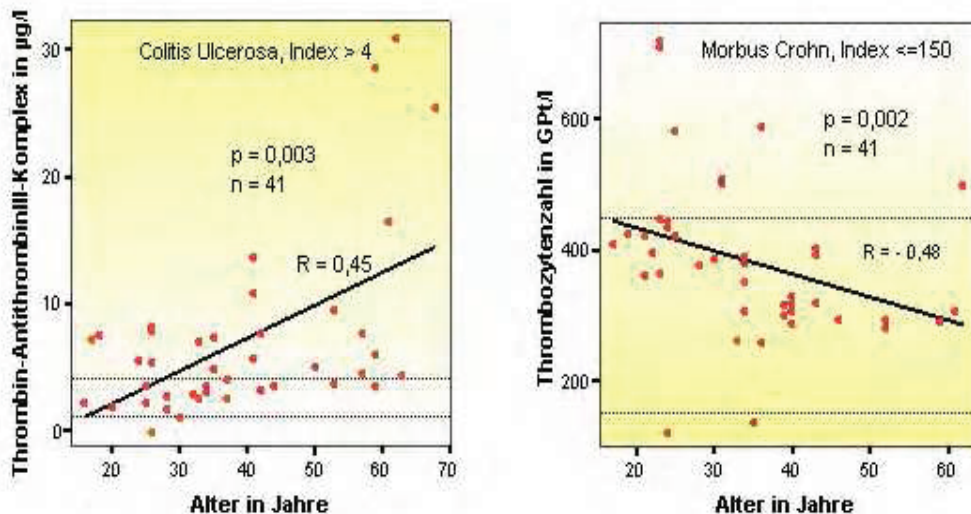 Thrombin-AntithrombinIII-Komplex in µg/l
30
20
10
0
Colitis Ulcerosa, Index > 4
p = 0,003
n = 41
R = 0,45
20 30 40 50 60 70
Alter in Jahre
Thrombozytenzahl in GPt/l
600
400
200
Morbus Crohn, Index <=150
p = 0,002
n = 41
R = - 0,48
20 30 40 50 60
Alter in Jahre